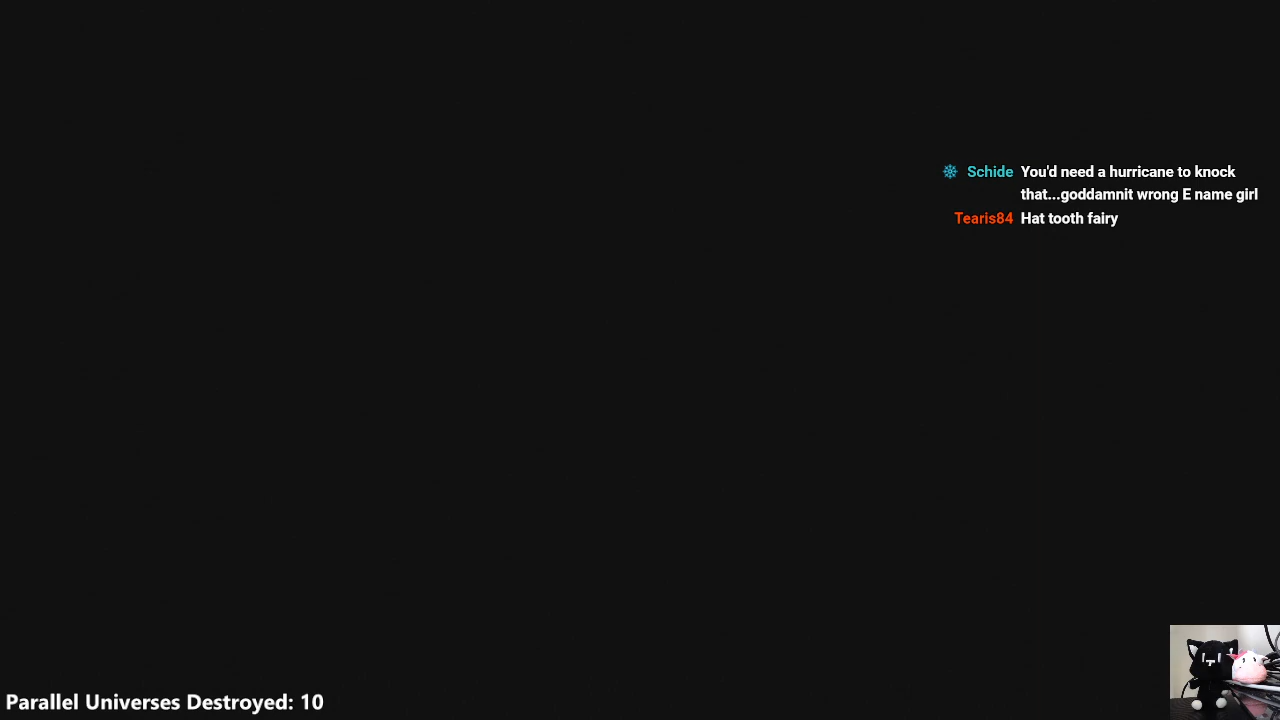 Schide You'd need a hurricane to knock
that...goddamnit wrong E name girl
Tearis84 Hat tooth fairy
Parallel Universes Destroyed: 10